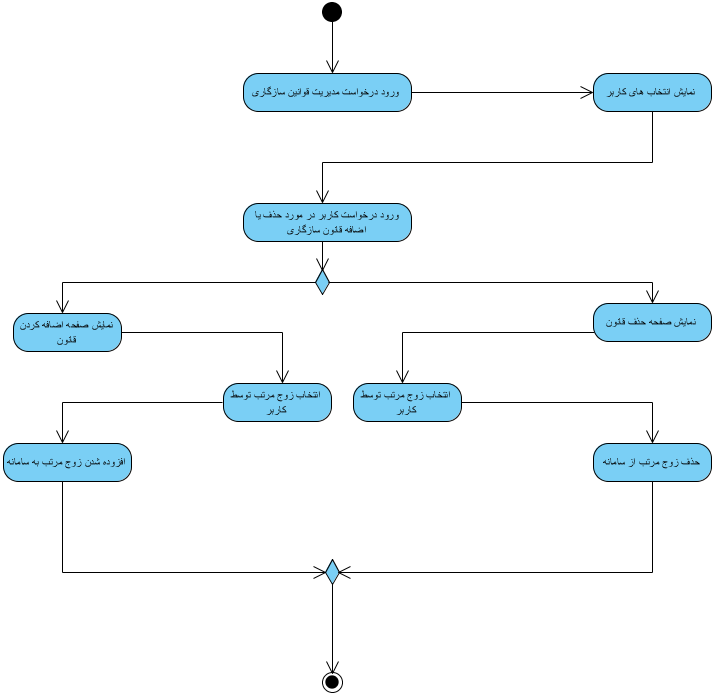 ورود درخواست مدیریت قوانین سازگاری
نمایش انتخاب های کاربر
ورود درخواست کاربر در مورد حذف یا
اضافه قانون سازگاری
نمایش صفحه اضافه کردن
قانون
نمایش صفحه حذف قانون
انتخاب زوج مرتب توسط
کاربر
انتخاب زوج مرتب توسط
کاربر
افزوده شدن زوج مرتب به سامانه
حذف زوج مرتب از سامانه